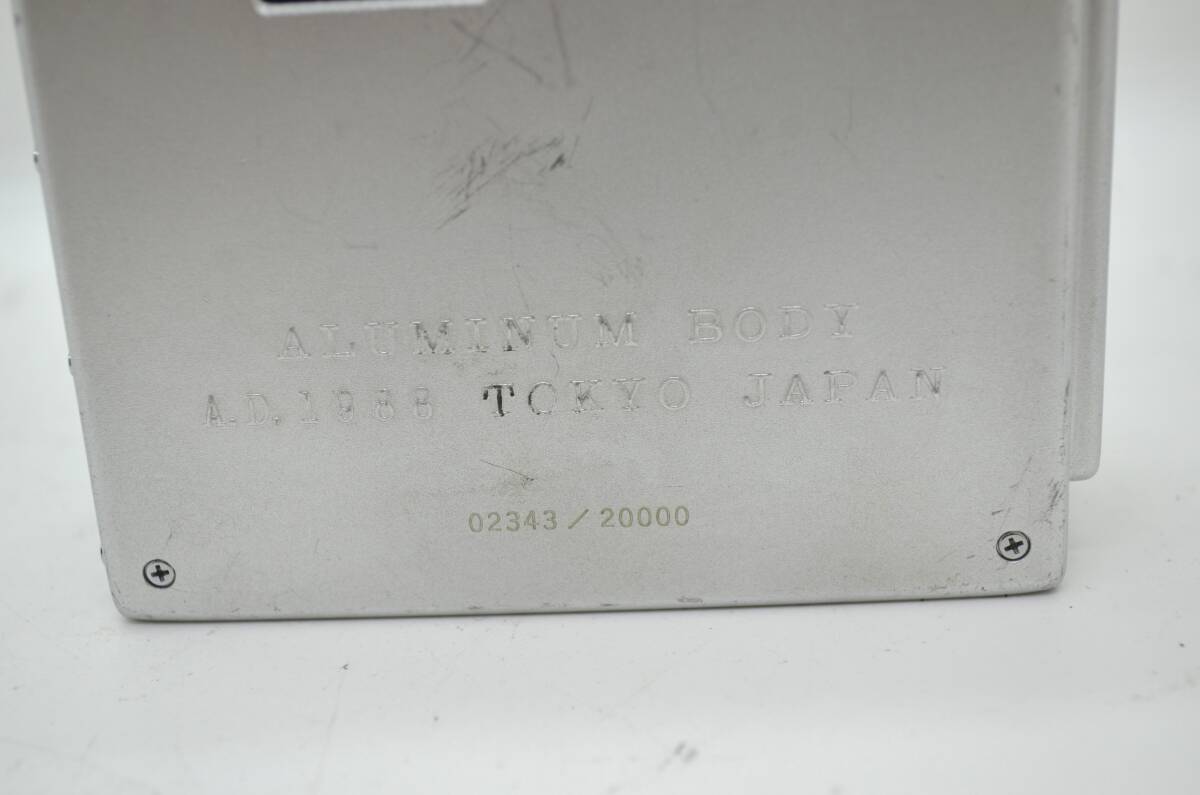 ALUMINUM BODY
A.D.1988 TOKYO JAPAN
02343/20000